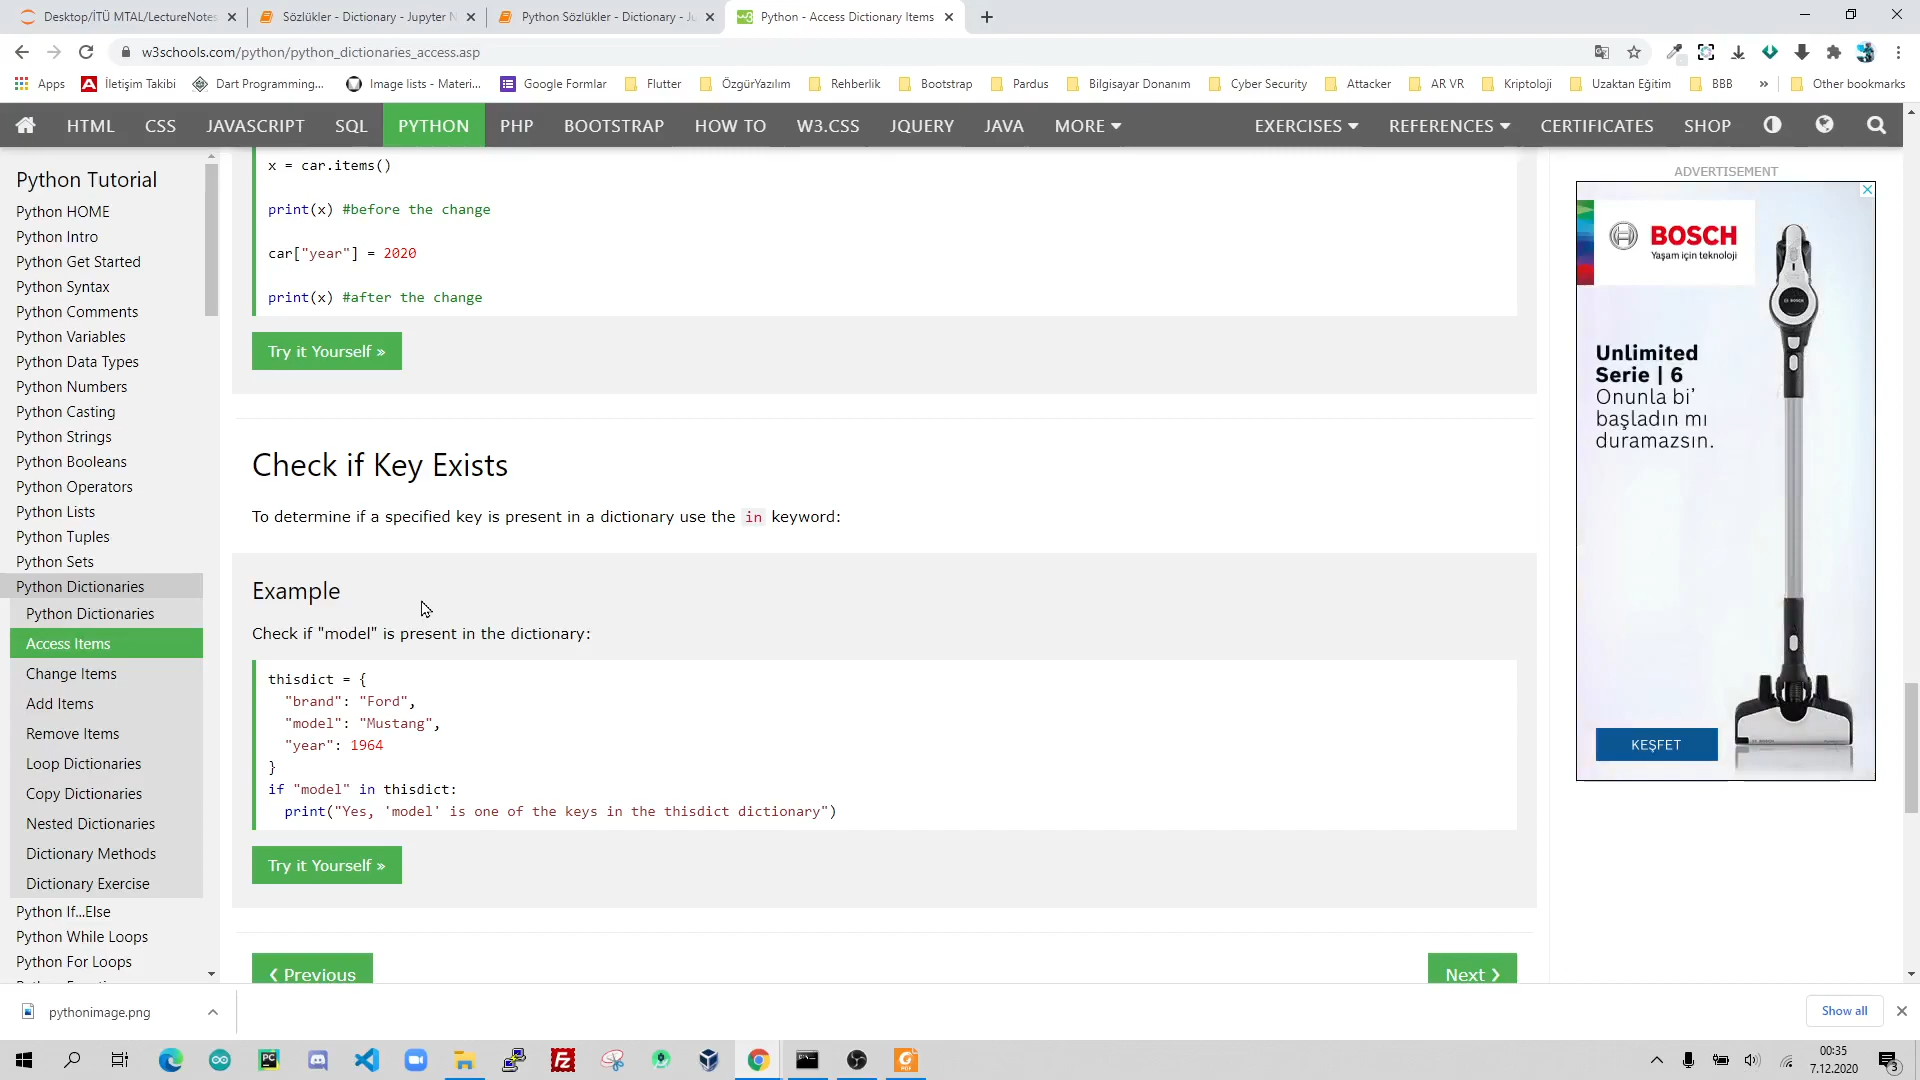 Desktop/İTÜ MTAL/LectureNotes
Sözlükler - Dictionary - Jupyter N
Python Sözlükler - Dictionary - Ju
Python - Access Dictionary Items
w3schools.com/python/python_dictionaries_access.asp
Apps
İletişim Takibi
Dart Programming...
Image lists - Materi...
Google Formlar
Flutter
ÖzgürYazılım
Rehberlik
Bootstrap
Pardus
Bilgisayar Donanım
Cyber Security
Attacker
AR VR
Kriptoloji
Uzaktan Eğitim
BBB
»
Other bookmarks
HTML
CSS
JAVASCRIPT
SQL
PYTHON
PHP
BOOTSTRAP
HOW TO
W3.CSS
JQUERY
JAVA
MORE
EXERCISES
REFERENCES
CERTIFICATES
SHOP
Python Tutorial
Python HOME
Python Intro
Python Get Started
Python Syntax
Python Comments
Python Variables
Python Data Types
Python Numbers
Python Casting
Python Strings
Python Booleans
Python Operators
Python Lists
Python Tuples
Python Sets
Python Dictionaries
Python Dictionaries
Access Items
Change Items
Add Items
Remove Items
Loop Dictionaries
Copy Dictionaries
Nested Dictionaries
Dictionary Methods
Dictionary Exercise
Python If...Else
Python While Loops
Python For Loops
x = car.items()
print(x) #before the change
car["year"] = 2020
print(x) #after the change
Try it Yourself »
Check if Key Exists
To determine if a specified key is present in a dictionary use the in keyword:
Example
Check if "model" is present in the dictionary:
thisdict = {
"brand": "Ford",
"model": "Mustang",
"year": 1964
}
if "model" in thisdict:
print("Yes, 'model' is one of the keys in the thisdict dictionary")
Try it Yourself »
❮ Previous
Next ❯
ADVERTISEMENT
BOSCH
Yaşam için teknoloji
Unlimited
Serie | 6
Onunla bi'
başladın mı
duramazsın.
KEŞFET
pythonimage.png
Show all
00:35
7.12.2020
3